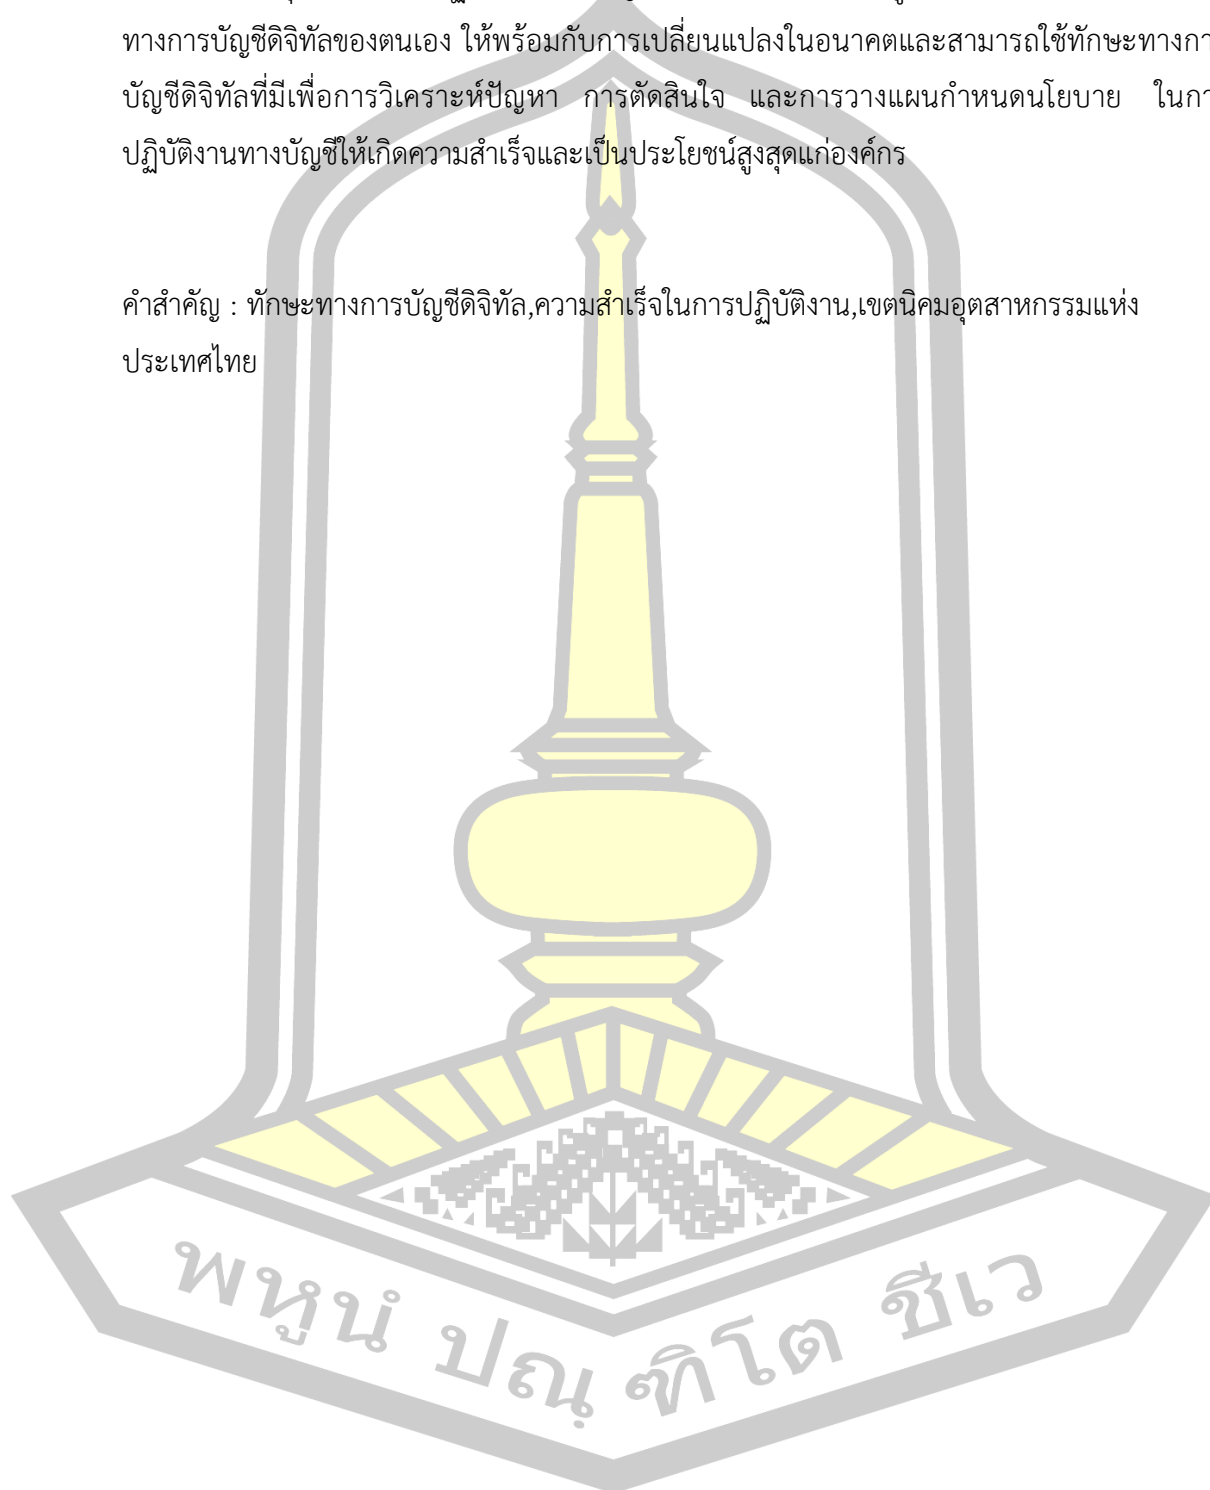 ทางการบัญชีดิจิทัลของตนเอง ให้พร้อมกับการเปลี่ยนแปลงในอนาคตและสามารถใช้ทักษะทางกา
บัญชีดิจิทัลที่มีเพื่อการวิเคราะห์ปัญหา การตัดสินใจ และการวางแผนกำหนดนโยบาย ในกา
ปฏิบัติงานทางบัญชีให้เกิดความสำเร็จและเป็นประโยชน์สูงสุดแก่องค์กร
คำสำคัญ : ทักษะทางการบัญชีดิจิทัล,ความสำเร็จในการปฏิบัติงาน,เขตนิคมอุตสาหกรรมแห่ง
ประเทศไทย
พหูนํ ปณฺฑิโต ชีเว